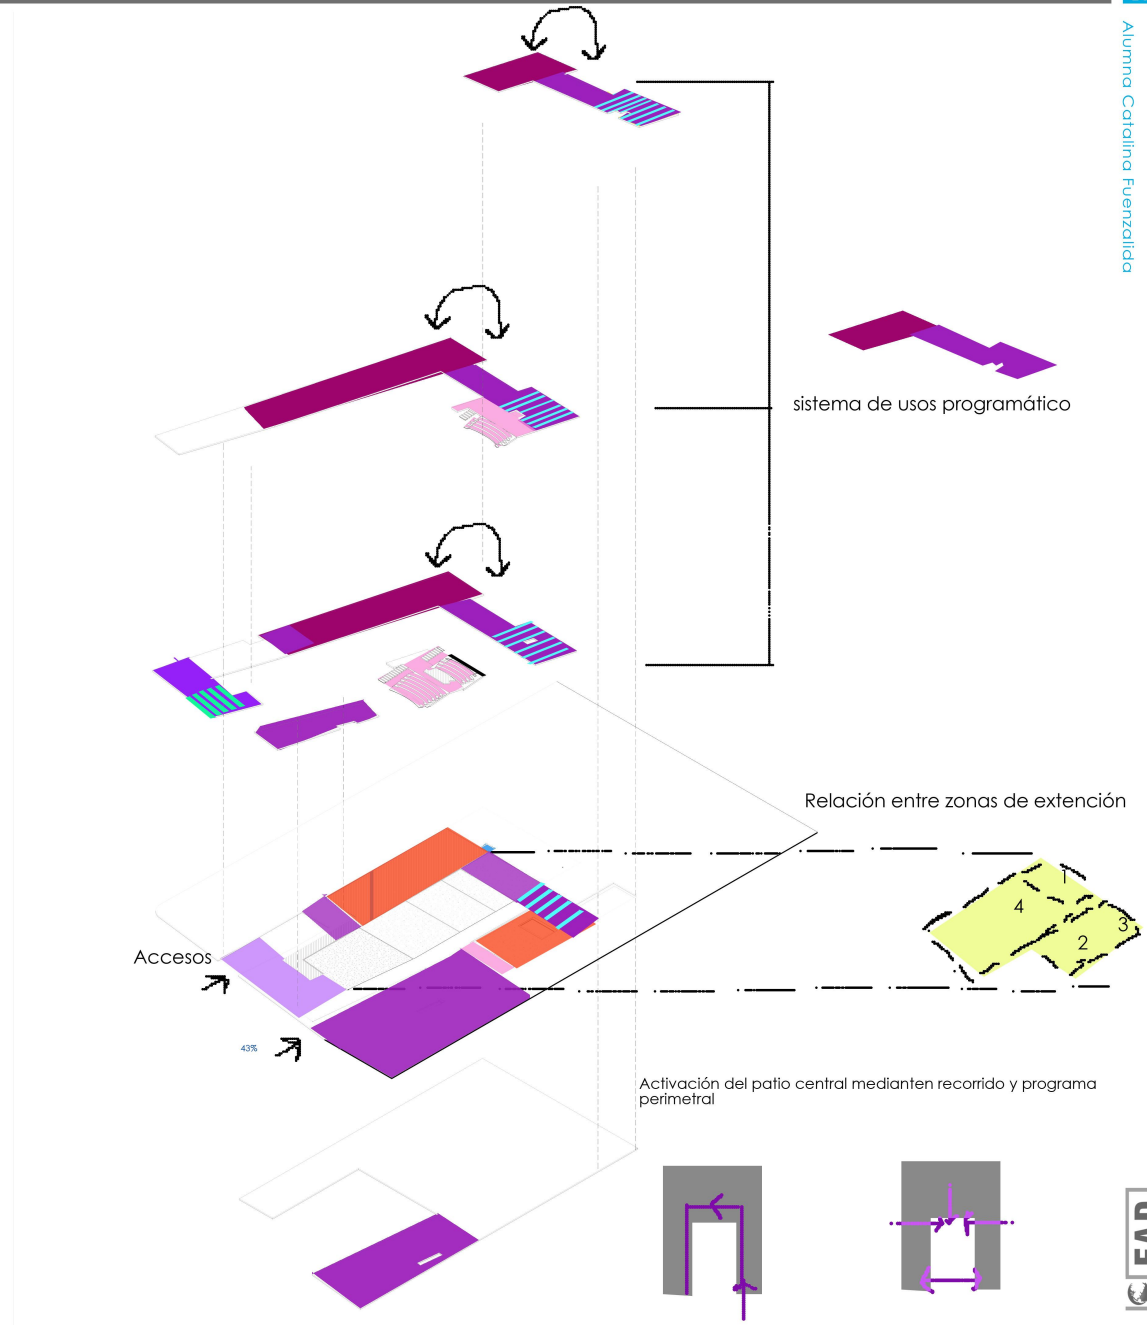 Alumna Catalina Fuenzalida
sistema de usos programático
Relación entre zonas de extención
1
4
3
2
Accesos
43%
Activación del patio central medianten recorrido y programa
perimetral